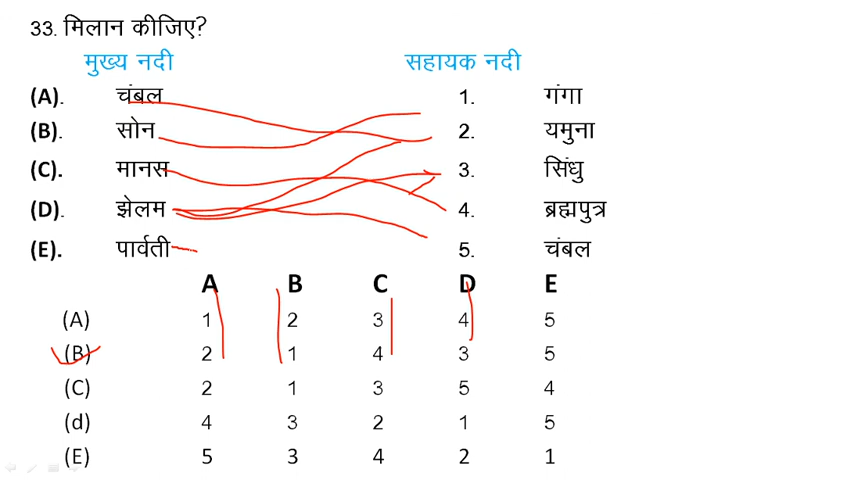 33. मिलान कीजिए?
मुख्य नदी सहायक नदी
(A). चंबल 1. गंगा
(B). सोन 2. यमुना
(C). मानस 3. सिंधु
(D). झेलम 4. ब्रह्मपुत्र
(E). पार्वती 5. चंबल
A B C D E
(A) 1 2 3 4 5
(B) 2 1 4 3 5
(C) 2 1 3 5 4
(d) 4 3 2 1 5
(E) 5 3 4 2 1